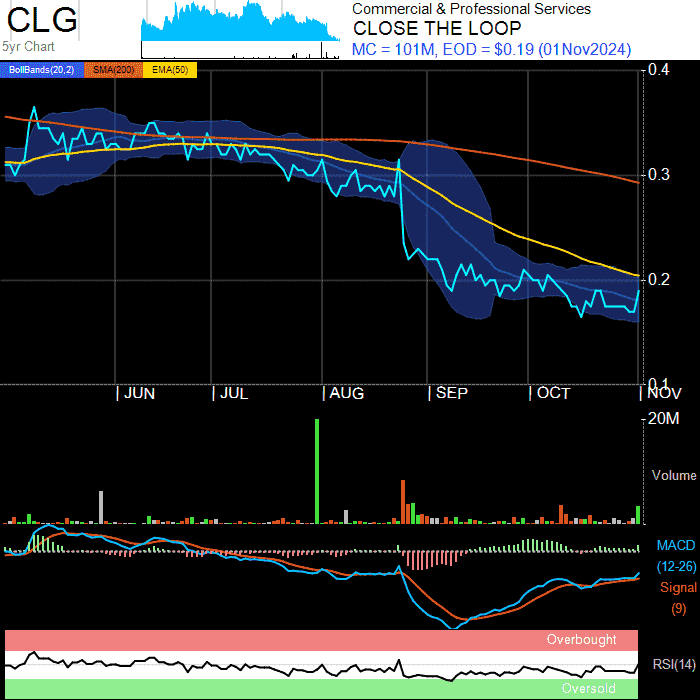 CLG
5yr Chart
Commercial & Professional Services
CLOSE THE LOOP
MC = 101M, EOD = $0.19 (01Nov2024)
BollBands(20,2) SMA(200) EMA(50)
0.4
0.3
0.2
0.1
JUN JUL AUG SEP OCT NOV
20M
Volume
MACD
(12-26)
Signal
(9)
Overbought
RSI(14)
Oversold